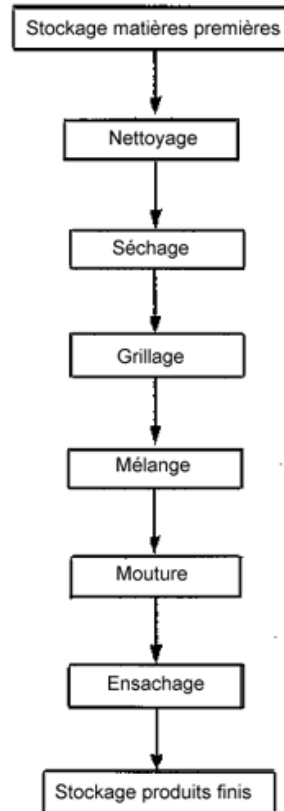 Stockage matières premières
Nettoyage
Séchage
Grillage
Mélange
Mouture
Ensachage
Stockage produits finis